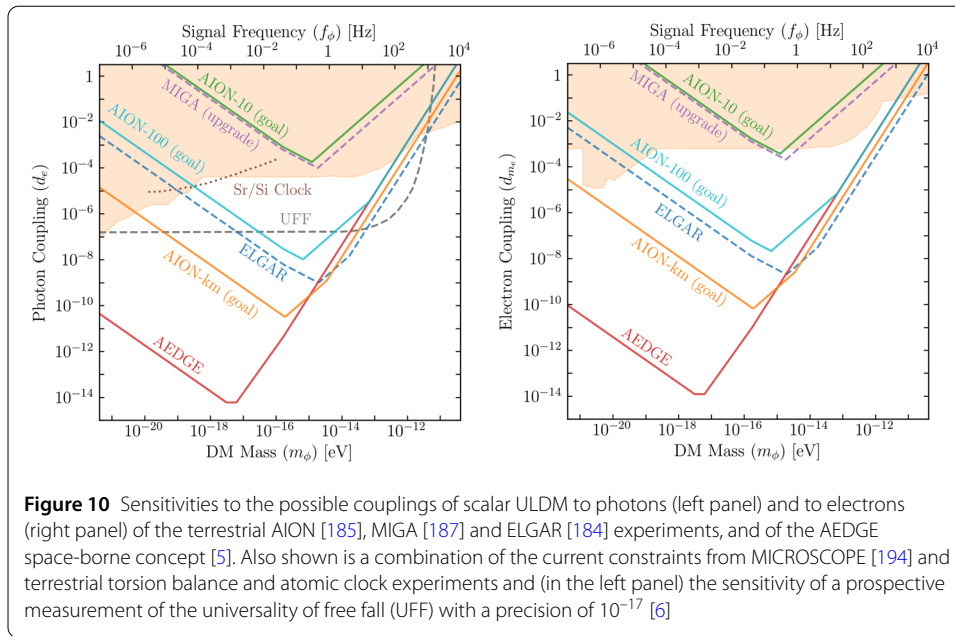 Signal Frequency (f_ϕ) [Hz]
10⁻⁶ 10⁻⁴ 10⁻² 1 10² 10⁴
Photon Coupling (d_e)
1
10⁻²
10⁻⁴
10⁻⁶
10⁻⁸
10⁻¹⁰
10⁻¹²
10⁻¹⁴
AION-10 (goal)
MIGA (upgrade)
AION-100 (goal)
Sr/Si Clock
UFF
ELGAR
AION-km (goal)
AEDGE
10⁻²⁰ 10⁻¹⁸ 10⁻¹⁶ 10⁻¹⁴ 10⁻¹²
DM Mass (m_ϕ) [eV]
Signal Frequency (f_ϕ) [Hz]
10⁻⁶ 10⁻⁴ 10⁻² 1 10² 10⁴
Electron Coupling (d_{m_e})
1
10⁻²
10⁻⁴
10⁻⁶
10⁻⁸
10⁻¹⁰
10⁻¹²
10⁻¹⁴
AION-10 (goal)
MIGA (upgrade)
AION-100 (goal)
ELGAR
AION-km (goal)
AEDGE
10⁻²⁰ 10⁻¹⁸ 10⁻¹⁶ 10⁻¹⁴ 10⁻¹²
DM Mass (m_ϕ) [eV]
Figure 10 Sensitivities to the possible couplings of scalar ULDM to photons (left panel) and to electrons
(right panel) of the terrestrial AION [185], MIGA [187] and ELGAR [184] experiments, and of the AEDGE
space-borne concept [5]. Also shown is a combination of the current constraints from MICROSCOPE [194] and
terrestrial torsion balance and atomic clock experiments and (in the left panel) the sensitivity of a prospective
measurement of the universality of free fall (UFF) with a precision of 10⁻¹⁷ [6]